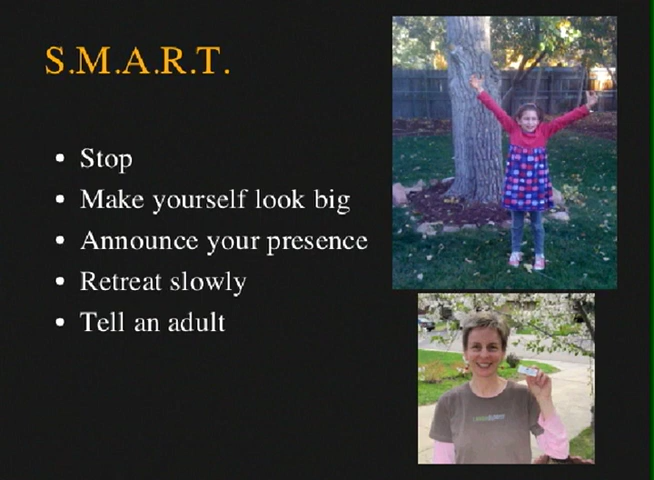 S.M.A.R.T.
• Stop
• Make yourself look big
• Announce your presence
• Retreat slowly
• Tell an adult